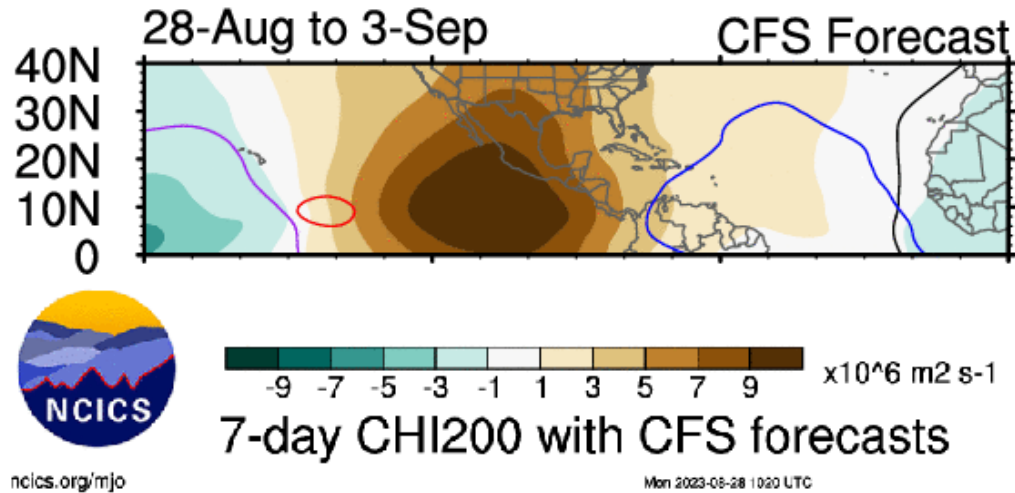 28-Aug to 3-Sep CFS Forecast
40N
30N
20N
10N
0
-9 -7 -5 -3 -1 1 3 5 7 9 x10^6 m2 s-1
NCICS
7-day CHI200 with CFS forecasts
ncics.org/mjo Mon 2023-08-28 1020 UTC